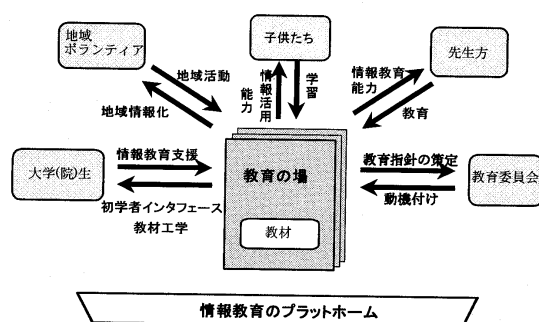 地域
ボランティア
子供たち
先生方
地域活動
地域情報化
能力
情報活用
学習
情報教育
能力
教育
大学(院)生
情報教育支援
初学者インタフェース
教材工学
教育の場
教材
教育指針の策定
動機付け
教育委員会
情報教育のプラットホーム